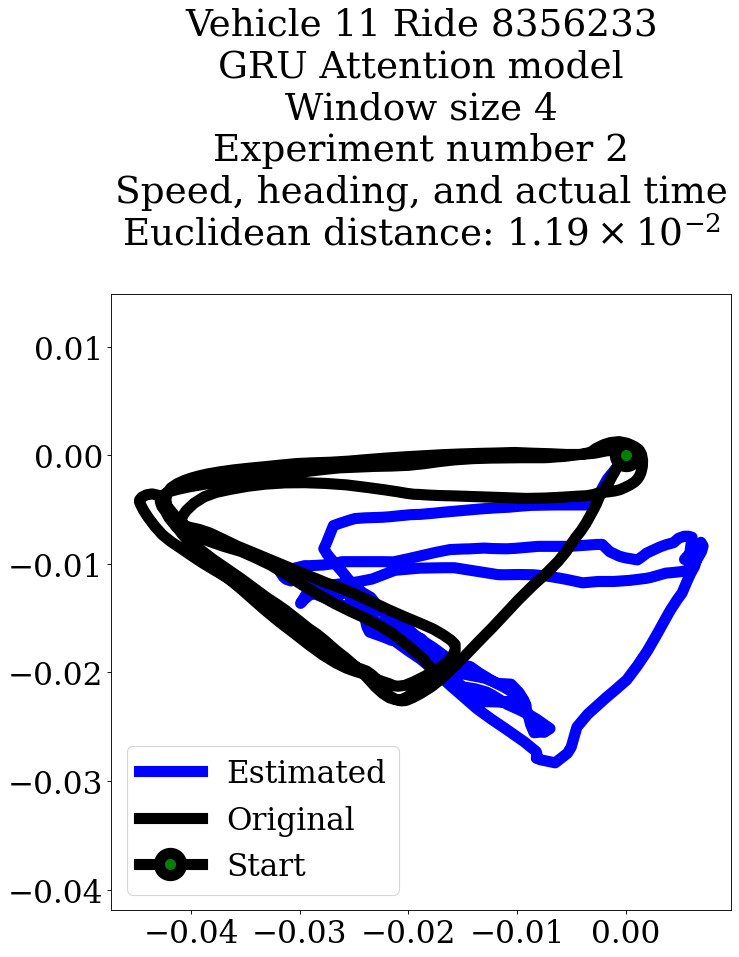 Vehicle 11 Ride 8356233
GRU Attention model
Window size 4
Experiment number 2
Speed, heading, and actual time
Euclidean distance: 1.19 × 10⁻²
0.01
0.00
−0.01
−0.02
−0.03
−0.04
Estimated
Original
Start
−0.04 −0.03 −0.02 −0.01 0.00